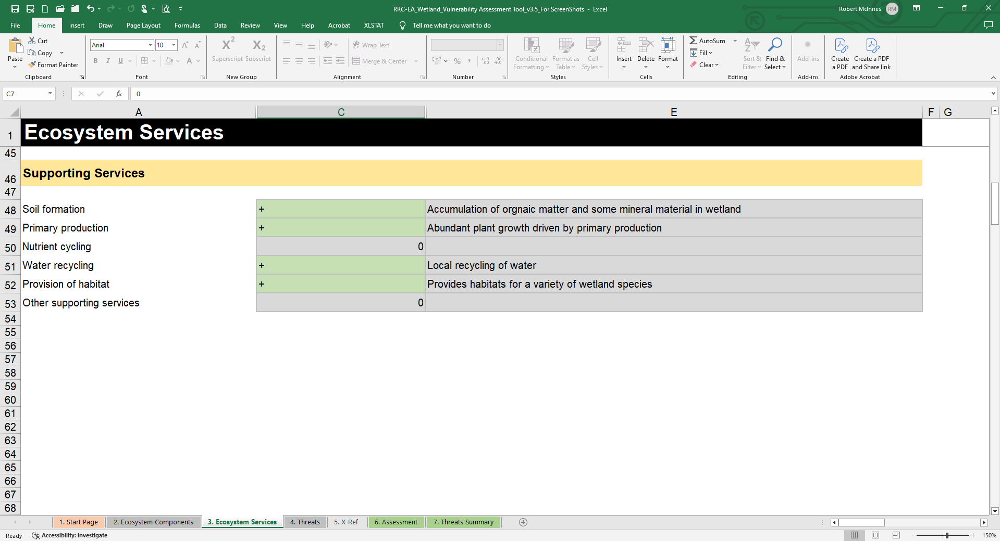 RRC-EA_Wetland_Vulnerability Assessment Tool_v3.5_For ScreenShots - Excel
Robert McInnes RM
File Home Insert Draw Page Layout Formulas Data Review View Help Acrobat XLSTAT Tell me what you want to do
Paste
Cut
Copy
Format Painter
Clipboard
Arial 10
B I U
Font
Superscript Subscript
New Group
Wrap Text
Merge & Center
Alignment
Number
Conditional Formatting
Format as Table
Cell Styles
Styles
Insert Delete Format
Cells
AutoSum
Fill
Clear
Sort & Filter
Find & Select
Editing
Add-ins
Add-ins
Create a PDF
Create a PDF and Share link
Adobe Acrobat
C7 fx 0
A C E F G
1 Ecosystem Services
45
46 Supporting Services
47
48 Soil formation + Accumulation of orgnaic matter and some mineral material in wetland
49 Primary production + Abundant plant growth driven by primary production
50 Nutrient cycling 0
51 Water recycling + Local recycling of water
52 Provision of habitat + Provides habitats for a variety of wetland species
53 Other supporting services 0
54
55
56
57
58
59
60
61
62
63
64
65
66
67
68
1. Start Page 2. Ecosystem Components 3. Ecosystem Services 4. Threats 5. X-Ref 6. Assessment 7. Threats Summary
Ready Accessibility: Investigate 150%